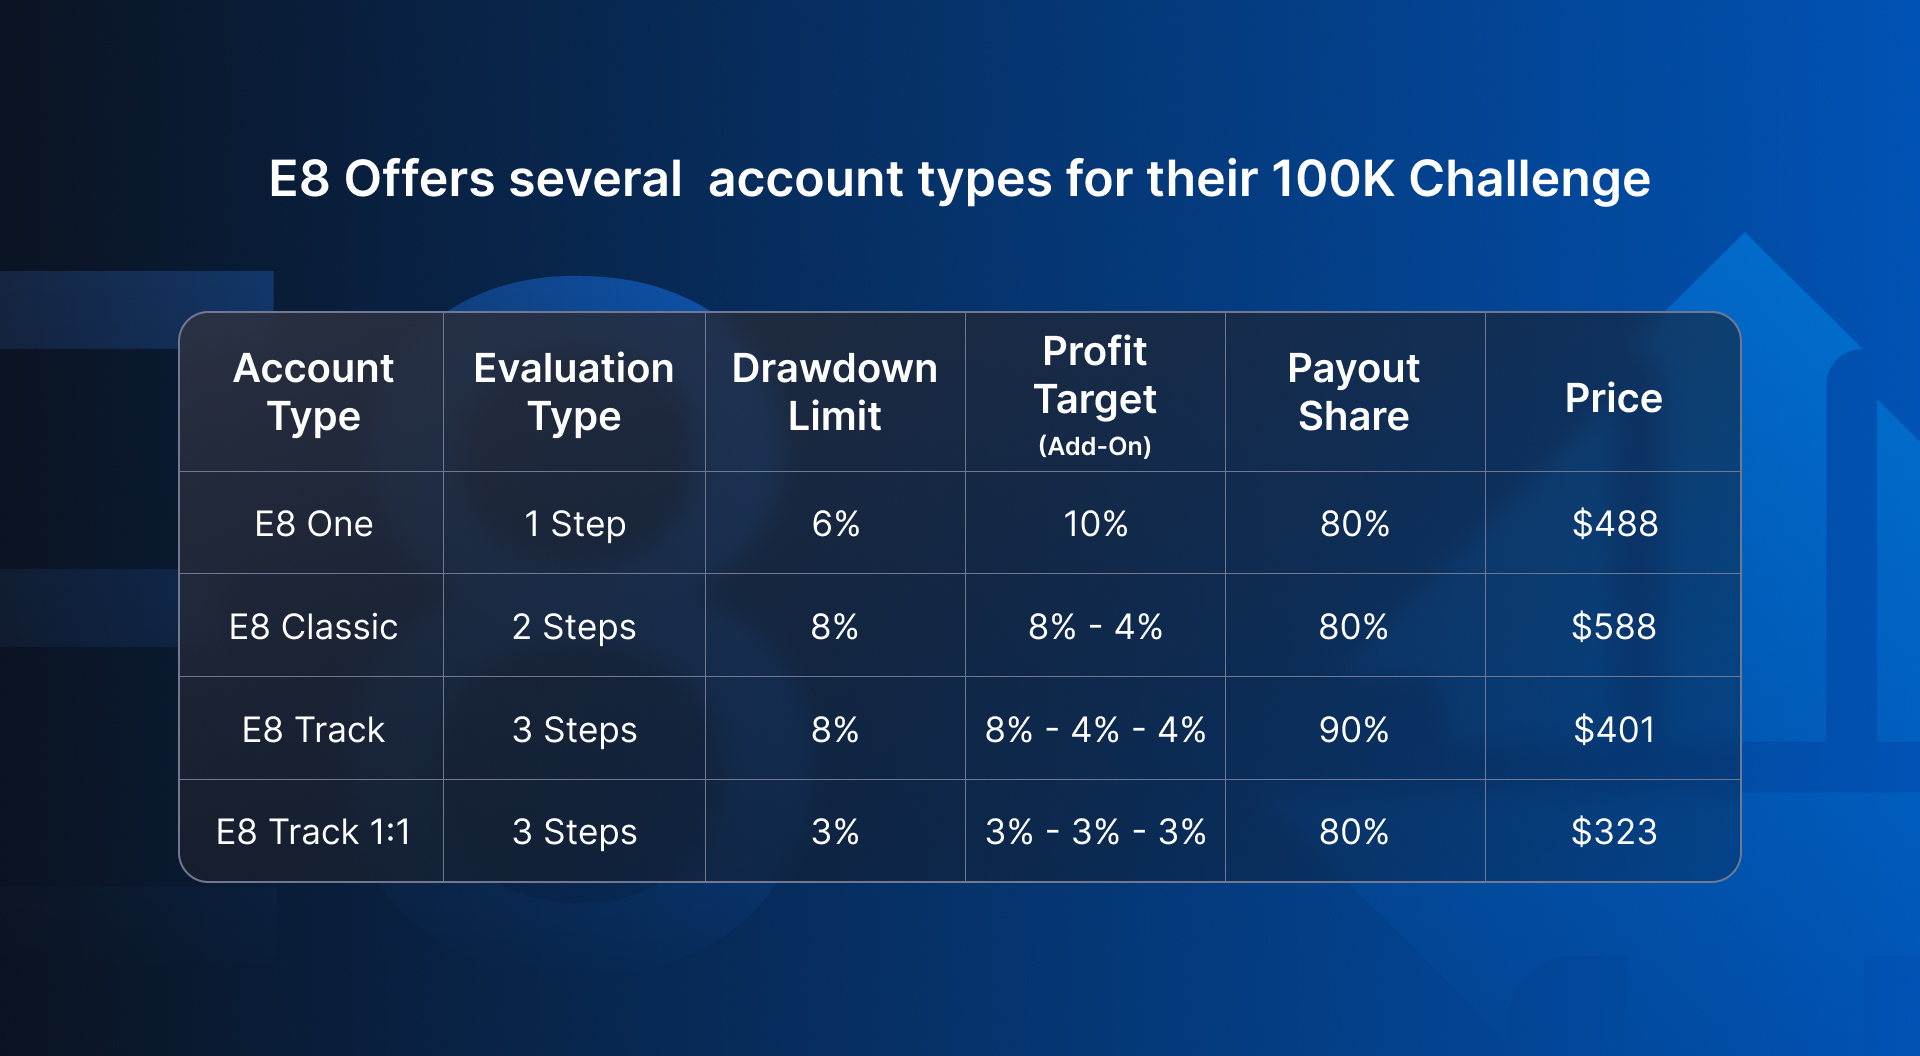 E8 Offers several  account types for their 100K Challenge
Account Type | Evaluation Type | Drawdown Limit | Profit Target (Add-On) | Payout Share | Price
E8 One | 1 Step | 6% | 10% | 80% | $488
E8 Classic | 2 Steps | 8% | 8% - 4% | 80% | $588
E8 Track | 3 Steps | 8% | 8% - 4% - 4% | 90% | $401
E8 Track 1:1 | 3 Steps | 3% | 3% - 3% - 3% | 80% | $323